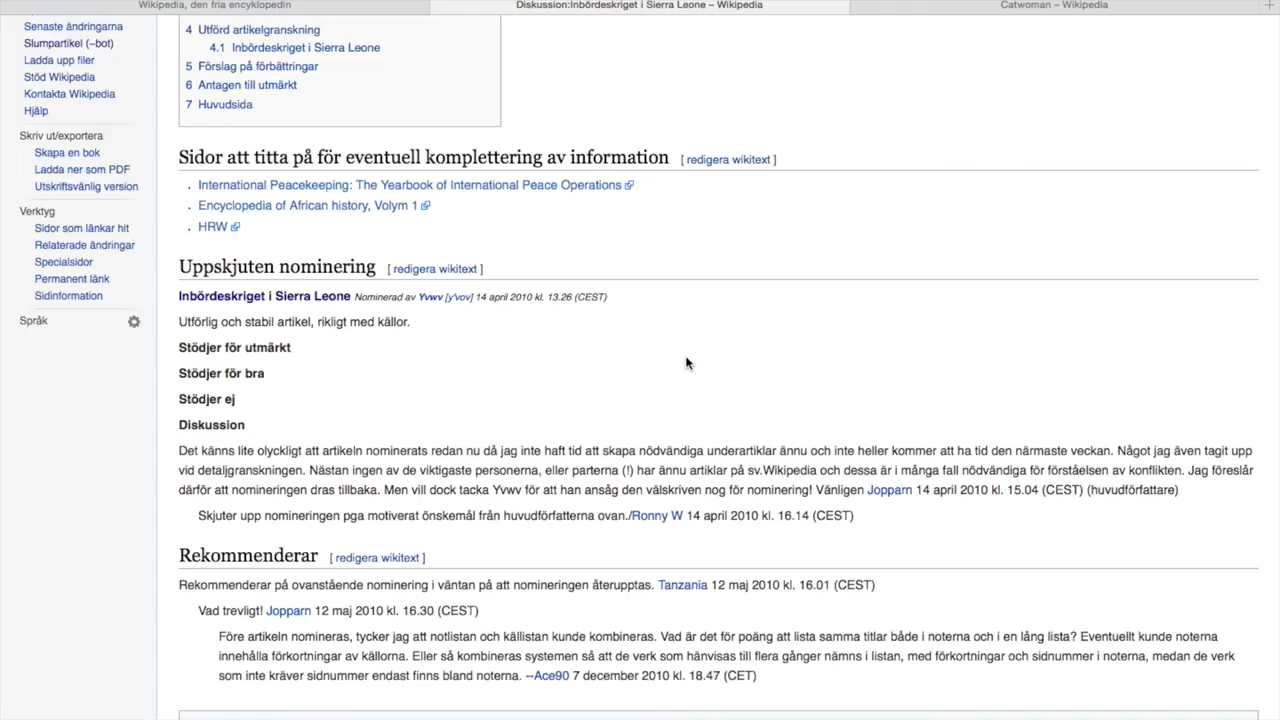 Wikipedia, den fria encyklopedin
Diskussion:Inbördeskriget i Sierra Leone – Wikipedia
Catwoman – Wikipedia
Senaste ändringarna
Slumpartikel (–bot)
Ladda upp filer
Stöd Wikipedia
Kontakta Wikipedia
Hjälp
Skriv ut/exportera
Skapa en bok
Ladda ner som PDF
Utskriftsvänlig version
Verktyg
Sidor som länkar hit
Relaterade ändringar
Specialsidor
Permanent länk
Sidinformation
Språk
4 Utförd artikelgranskning
4.1 Inbördeskriget i Sierra Leone
5 Förslag på förbättringar
6 Antagen till utmärkt
7 Huvudsida
Sidor att titta på för eventuell komplettering av information [ redigera wikitext ]
International Peacekeeping: The Yearbook of International Peace Operations
Encyclopedia of African history, Volym 1
HRW
Uppskjuten nominering [ redigera wikitext ]
Inbördeskriget i Sierra Leone Nominerad av Yvwv [y'vov] 14 april 2010 kl. 13.26 (CEST)
Utförlig och stabil artikel, rikligt med källor.
Stödjer för utmärkt
Stödjer för bra
Stödjer ej
Diskussion
Det känns lite olyckligt att artikeln nominerats redan nu då jag inte haft tid att skapa nödvändiga underartiklar ännu och inte heller kommer att ha tid den närmaste veckan. Något jag även tagit upp
vid detaljgranskningen. Nästan ingen av de viktigaste personerna, eller parterna (!) har ännu artiklar på sv.Wikipedia och dessa är i många fall nödvändiga för förståelsen av konflikten. Jag föreslår
därför att nomineringen dras tillbaka. Men vill dock tacka Yvwv för att han ansåg den välskriven nog för nominering! Vänligen Jopparn 14 april 2010 kl. 15.04 (CEST) (huvudförfattare)
Skjuter upp nomineringen pga motiverat önskemål från huvudförfatterna ovan./Ronny W 14 april 2010 kl. 16.14 (CEST)
Rekommenderar [ redigera wikitext ]
Rekommenderar på ovanstående nominering i väntan på att nomineringen återupptas. Tanzania 12 maj 2010 kl. 16.01 (CEST)
Vad trevligt! Jopparn 12 maj 2010 kl. 16.30 (CEST)
Före artikeln nomineras, tycker jag att notlistan och källistan kunde kombineras. Vad är det för poäng att lista samma titlar både i noterna och i en lång lista? Eventuellt kunde noterna
innehålla förkortningar av källorna. Eller så kombineras systemen så att de verk som hänvisas till flera gånger nämns i listan, med förkortningar och sidnummer i noterna, medan de verk
som inte kräver sidnummer endast finns bland noterna. --Ace90 7 december 2010 kl. 18.47 (CET)